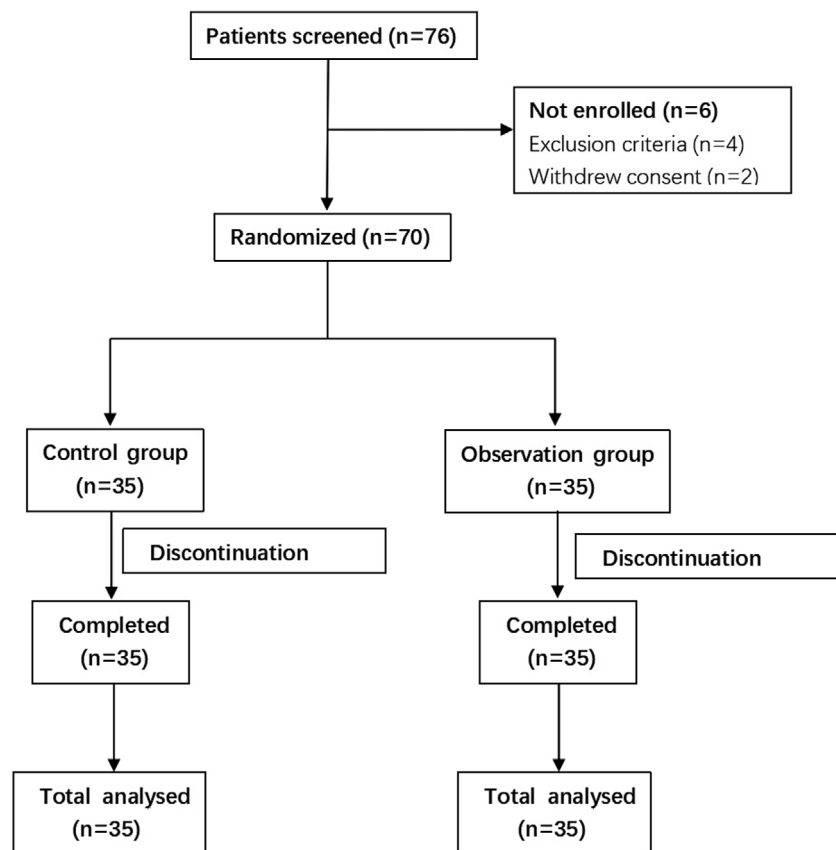 Patients screened (n=76)
Not enrolled (n=6)
Exclusion criteria (n=4)
Withdrew consent (n=2)
Randomized (n=70)
Control group
(n=35)
Observation group
(n=35)
Discontinuation
Discontinuation
Completed
(n=35)
Completed
(n=35)
Total analysed
(n=35)
Total analysed
(n=35)